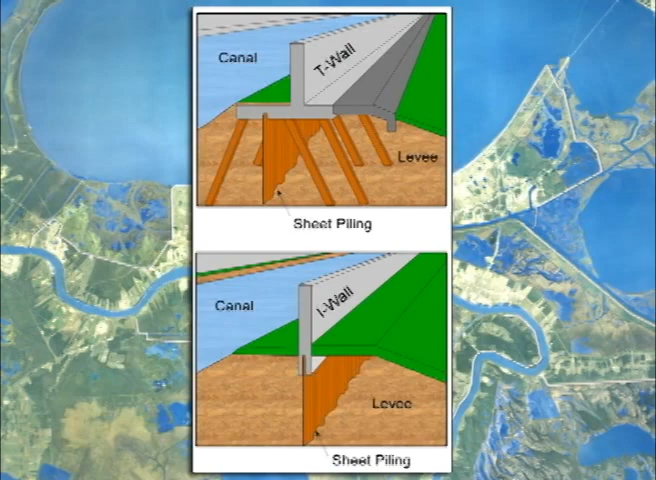 Canal
T-Wall
Levee
Sheet Piling
Canal
I-Wall
Levee
Sheet Piling